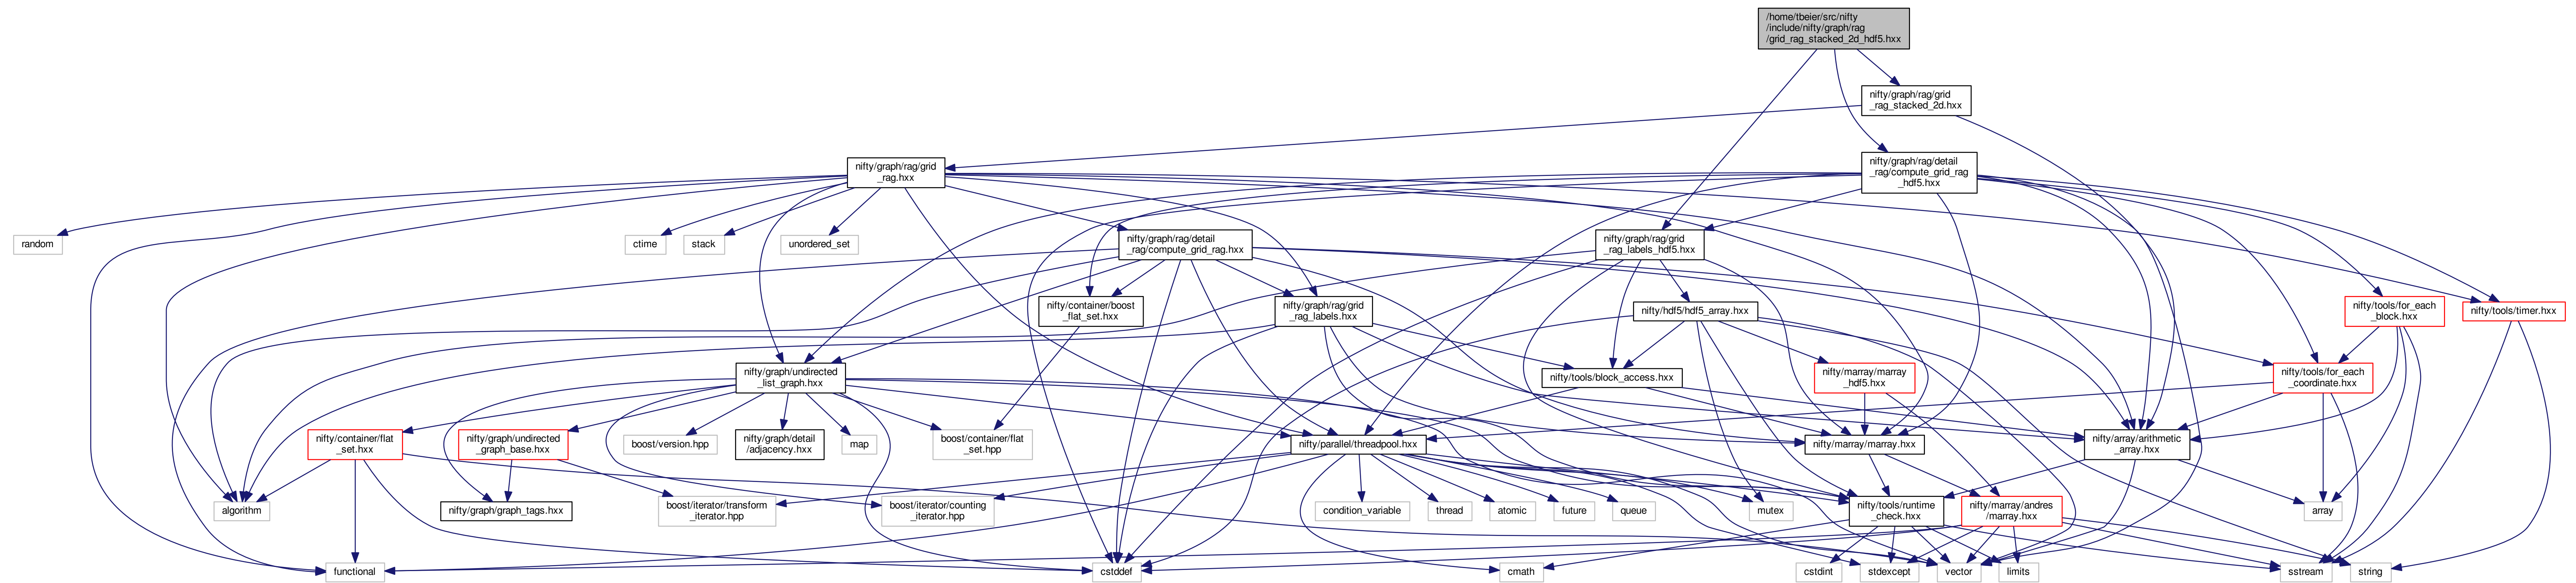 /home/tbeier/src/nifty
/include/nifty/graph/rag
/grid_rag_stacked_2d_hdf5.hxx
nifty/graph/rag/grid
_rag_stacked_2d.hxx
nifty/graph/rag/grid
_rag.hxx
nifty/graph/rag/detail
_rag/compute_grid_rag
_hdf5.hxx
random
ctime
stack
unordered_set
nifty/graph/rag/detail
_rag/compute_grid_rag.hxx
nifty/graph/rag/grid
_rag_labels_hdf5.hxx
nifty/container/boost
_flat_set.hxx
nifty/graph/rag/grid
_rag_labels.hxx
nifty/hdf5/hdf5_array.hxx
nifty/tools/for_each
_block.hxx
nifty/tools/timer.hxx
nifty/graph/undirected
_list_graph.hxx
nifty/tools/block_access.hxx
nifty/marray/marray
_hdf5.hxx
nifty/tools/for_each
_coordinate.hxx
nifty/container/flat
_set.hxx
nifty/graph/undirected
_graph_base.hxx
boost/version.hpp
nifty/graph/detail
/adjacency.hxx
map
boost/container/flat
_set.hpp
nifty/parallel/threadpool.hxx
nifty/marray/marray.hxx
nifty/array/arithmetic
_array.hxx
algorithm
nifty/graph/graph_tags.hxx
boost/iterator/transform
_iterator.hpp
boost/iterator/counting
_iterator.hpp
condition_variable
thread
atomic
future
queue
mutex
nifty/tools/runtime
_check.hxx
nifty/marray/andres
/marray.hxx
array
functional
cstddef
cmath
cstdint
stdexcept
vector
limits
sstream
string